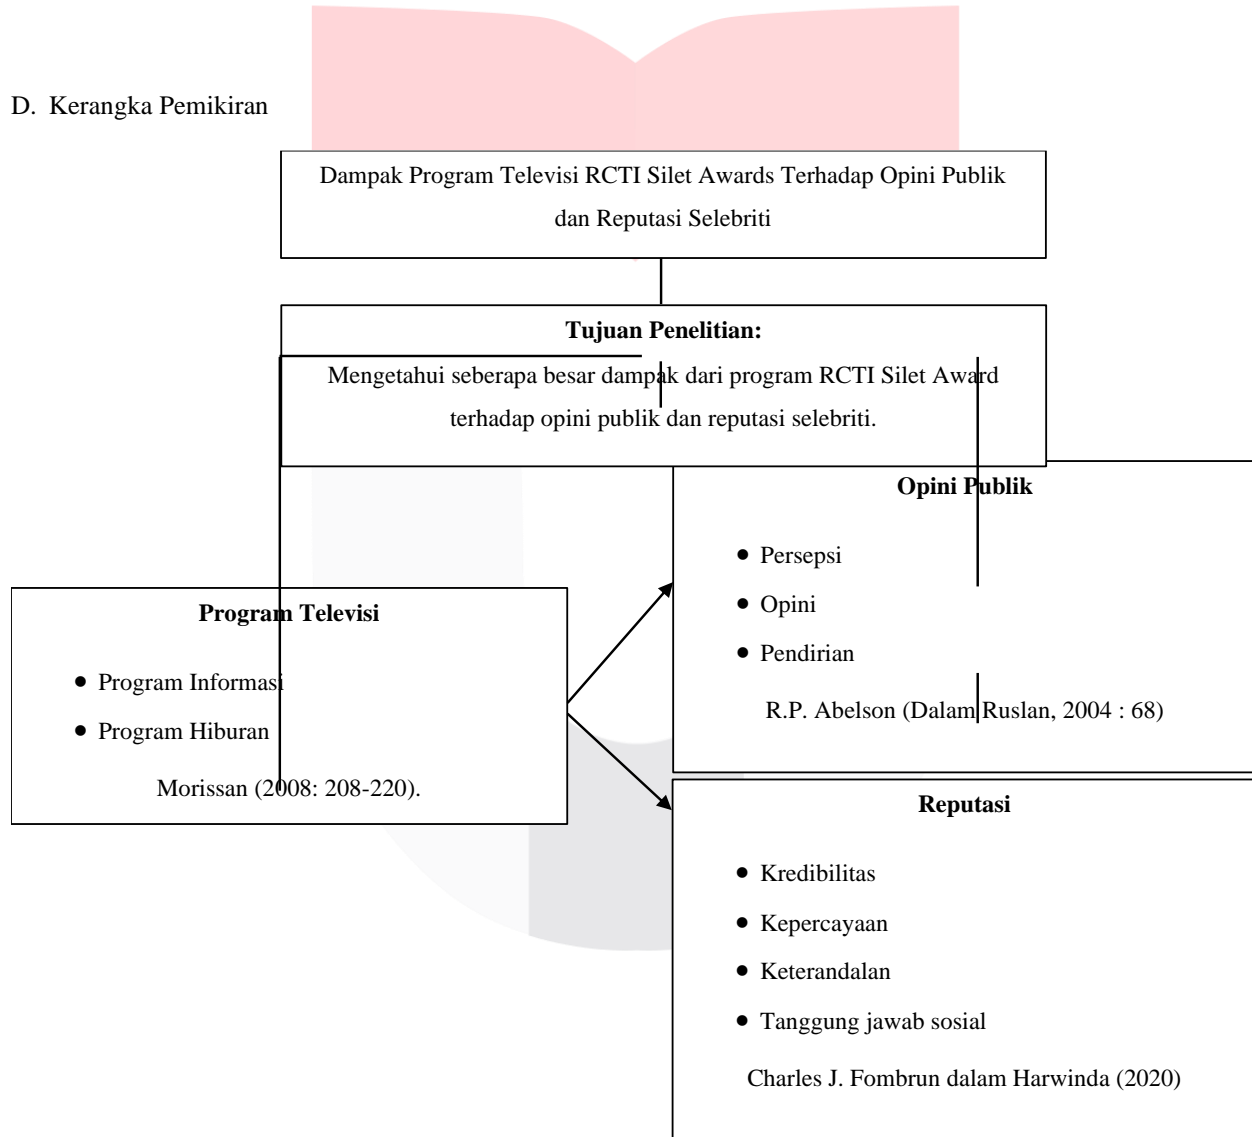 D. Kerangka Pemikiran
Dampak Program Televisi RCTI Silet Awards Terhadap Opini Publik
dan Reputasi Selebriti
Tujuan Penelitian:
Mengetahui seberapa besar dampak dari program RCTI Silet Award
terhadap opini publik dan reputasi selebriti.
Program Televisi
• Program Informasi
• Program Hiburan
Morissan (2008: 208-220).
Opini Publik
• Persepsi
• Opini
• Pendirian
R.P. Abelson (Dalam Ruslan, 2004 : 68)
Reputasi
• Kredibilitas
• Kepercayaan
• Keterandalan
• Tanggung jawab sosial
Charles J. Fombrun dalam Harwinda (2020)